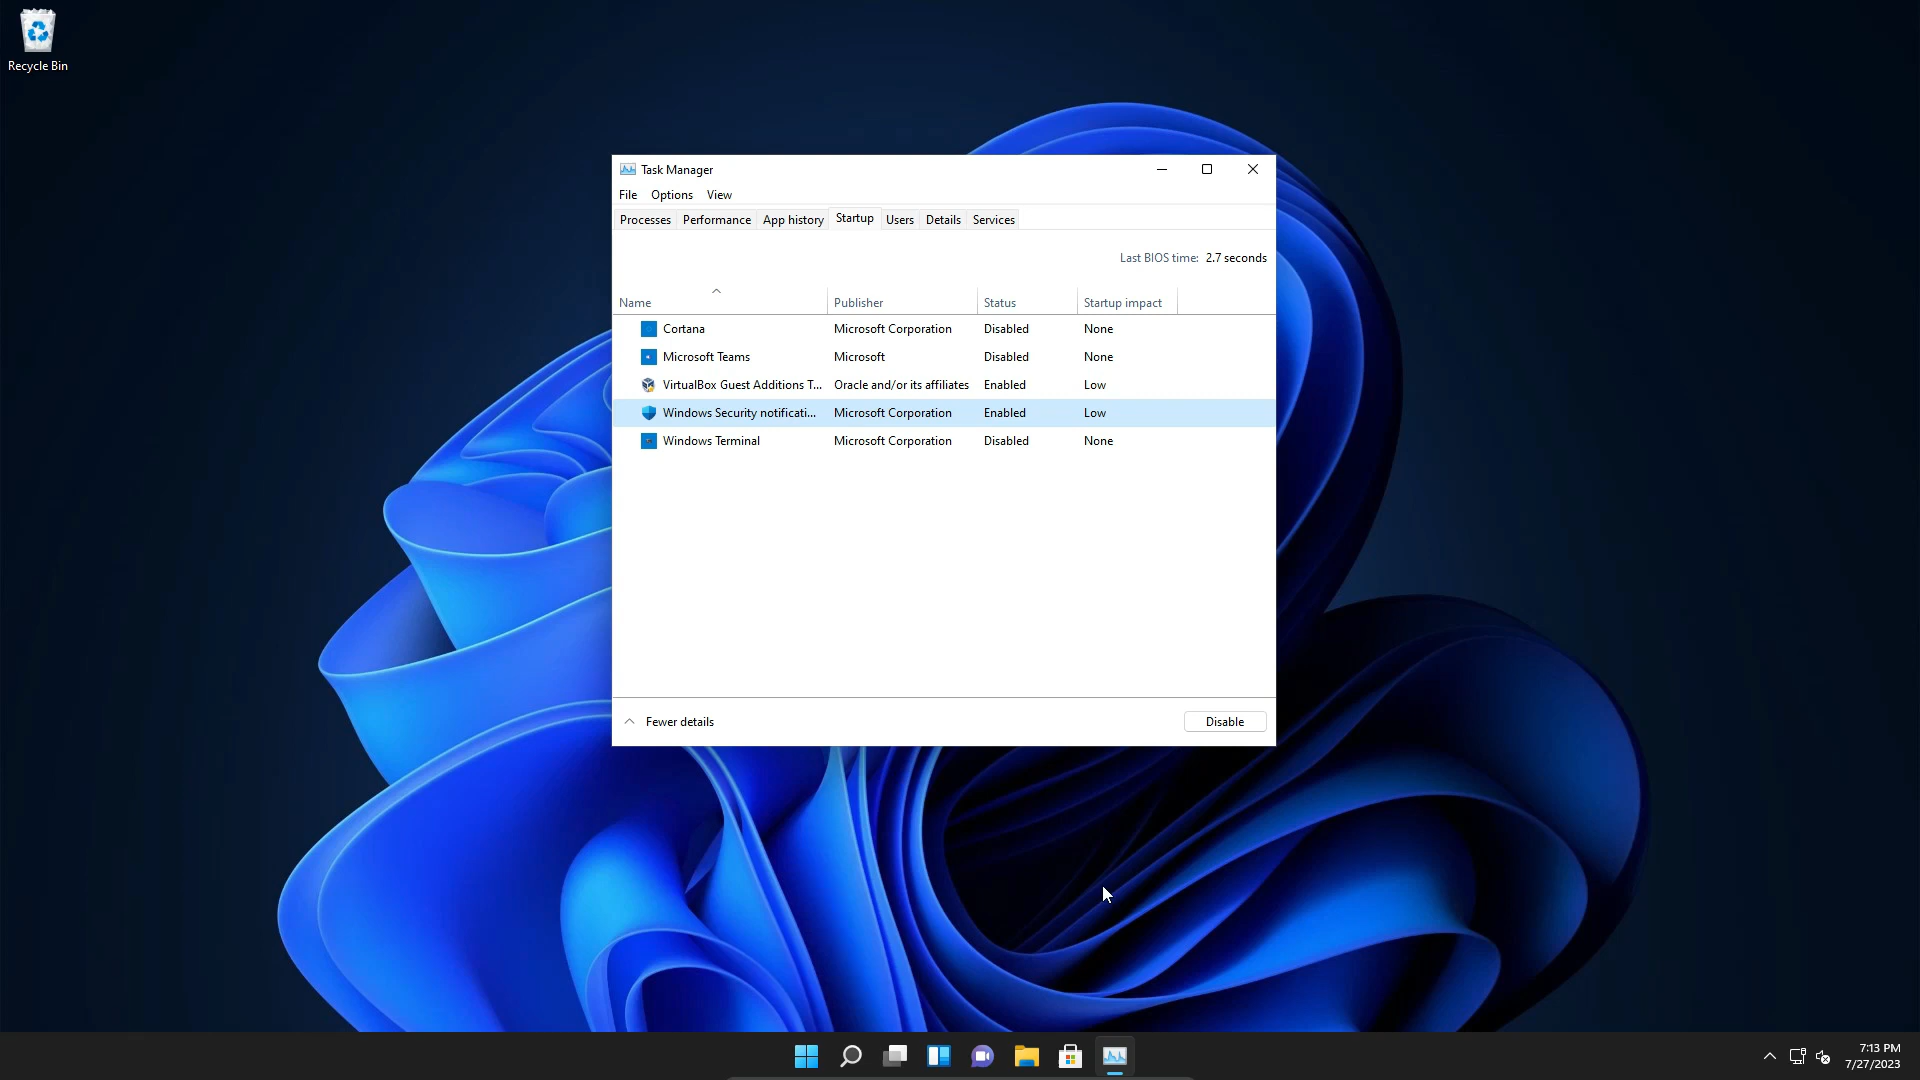 Recycle Bin
Task Manager
File Options View
Processes Performance App history Startup Users Details Services
Last BIOS time: 2.7 seconds
Name Publisher Status Startup impact
Cortana Microsoft Corporation Disabled None
Microsoft Teams Microsoft Disabled None
VirtualBox Guest Additions T... Oracle and/or its affiliates Enabled Low
Windows Security notificati... Microsoft Corporation Enabled Low
Windows Terminal Microsoft Corporation Disabled None
Fewer details Disable
7:13 PM
7/27/2023